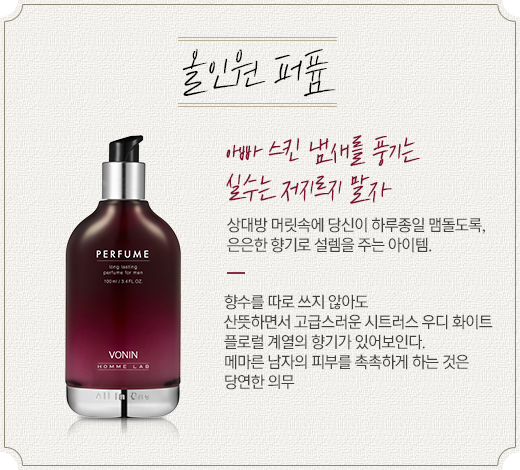 올인원 퍼퓸
아빠 스킨 냄새를 풍기는
실수는 저지르지 말자
상대방 머릿속에 당신이 하루종일 맴돌도록,
은은한 향기로 설렘을 주는 아이템.
향수를 따로 쓰지 않아도
산뜻하면서 고급스러운 시트러스 우디 화이트
플로럴 계열의 향기가 있어보인다.
메마른 남자의 피부를 촉촉하게 하는 것은
당연한 의무
PERFUME
long lasting
perfume for men
100ml / 3.4FL.OZ.
VONIN
HOMME LAB
All in One